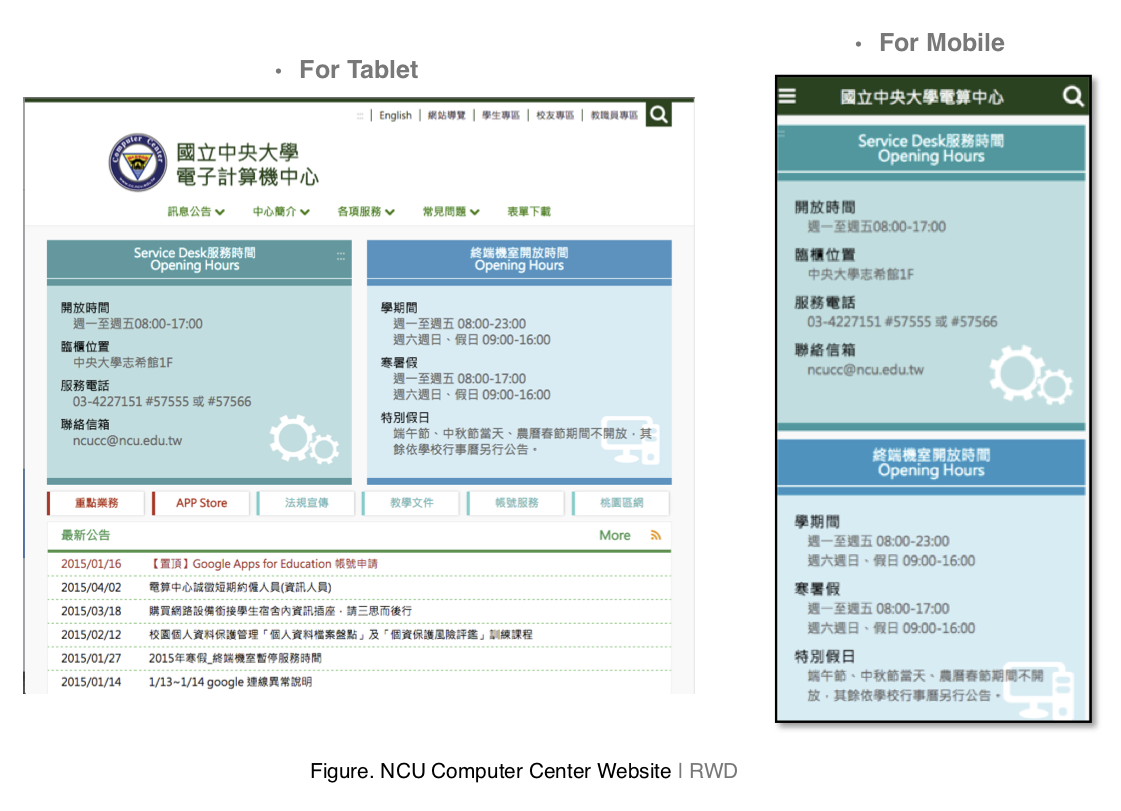 • For Tablet
::: | English | 網站導覽 | 學生專區 | 校友專區 | 教職員專區
Computer Center
國立中央大學
電子計算機中心
訊息公告 中心簡介 各項服務 常見問題 表單下載
Service Desk服務時間
Opening Hours
:::
開放時間
週一至週五08:00-17:00
臨櫃位置
中央大學志希館1F
服務電話
03-4227151 #57555 或 #57566
聯絡信箱
ncucc@ncu.edu.tw
終端機室開放時間
Opening Hours
學期間
週一至週五 08:00-23:00
週六週日、假日 09:00-16:00
寒暑假
週一至週五 08:00-17:00
週六週日、假日 09:00-16:00
特別假日
端午節、中秋節當天、農曆春節期間不開放，其
餘依學校行事曆另行公告。
重點業務 APP Store 法規宣傳 教學文件 帳號服務 桃園區網
最新公告 More
2015/01/16 【置頂】Google Apps for Education 帳號申請
2015/04/02 電算中心誠徵短期約僱人員(資訊人員)
2015/03/18 購買網路設備銜接學生宿舍內資訊插座，請三思而後行
2015/02/12 校園個人資料保護管理「個人資料檔案盤點」及「個資保護風險評鑑」訓練課程
2015/01/27 2015年寒假_終端機室暫停服務時間
2015/01/14 1/13~1/14 google 連線異常說明
• For Mobile
國立中央大學電算中心
:::
Service Desk服務時間
Opening Hours
開放時間
週一至週五08:00-17:00
臨櫃位置
中央大學志希館1F
服務電話
03-4227151 #57555 或 #57566
聯絡信箱
ncucc@ncu.edu.tw
終端機室開放時間
Opening Hours
學期間
週一至週五 08:00-23:00
週六週日、假日 09:00-16:00
寒暑假
週一至週五 08:00-17:00
週六週日、假日 09:00-16:00
特別假日
端午節、中秋節當天、農曆春節期間不開
放，其餘依學校行事曆另行公告。
Figure. NCU Computer Center Website | RWD